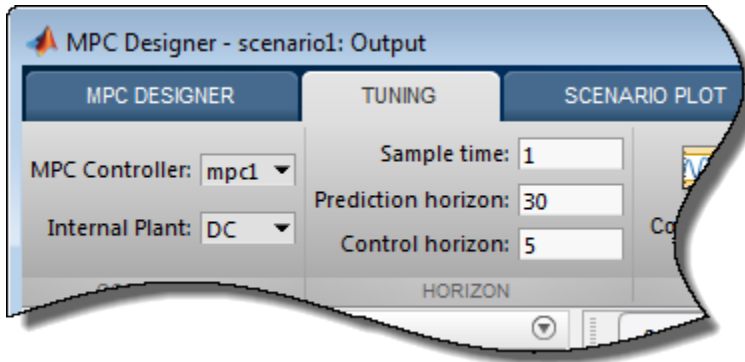 MPC Designer - scenario1: Output
MPC DESIGNER
TUNING
SCENARIO PLOT
MPC Controller: mpc1
Internal Plant: DC
Sample time: 1
Prediction horizon: 30
Control horizon: 5
HORIZON